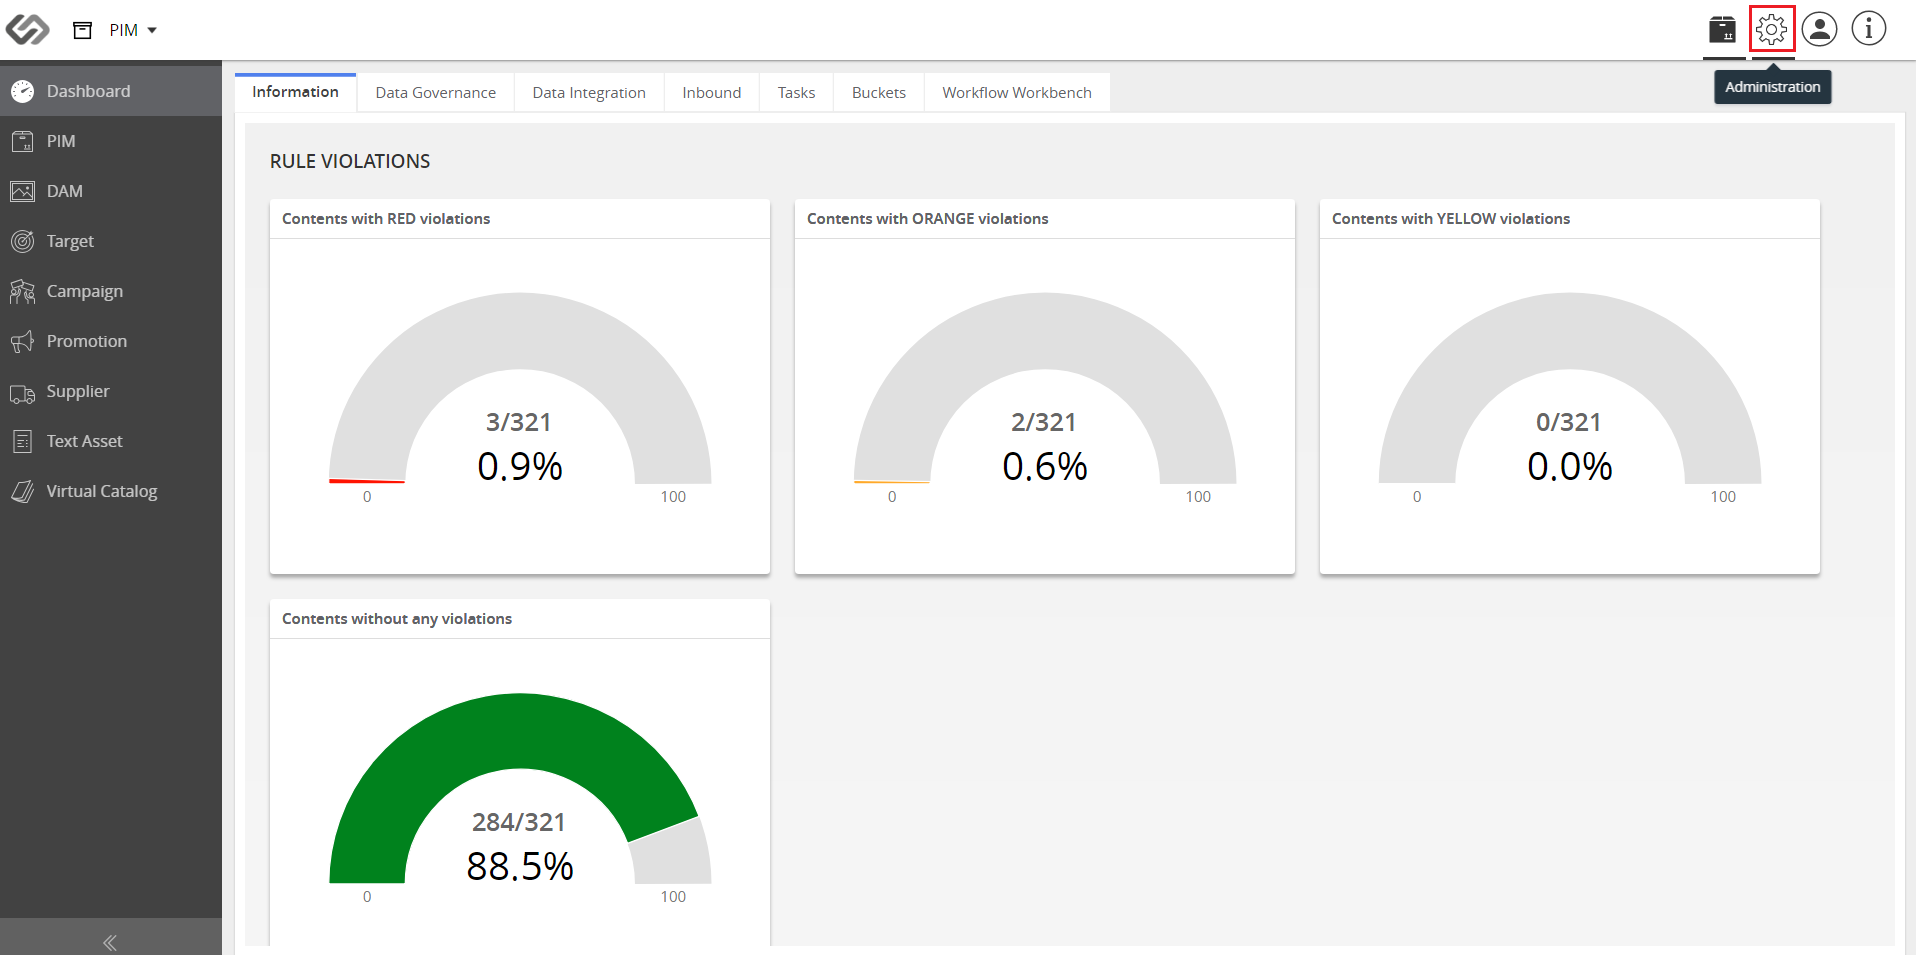 PIM
Administration
Dashboard
PIM
DAM
Target
Campaign
Promotion
Supplier
Text Asset
Virtual Catalog
Information
Data Governance
Data Integration
Inbound
Tasks
Buckets
Workflow Workbench
RULE VIOLATIONS
Contents with RED violations
3/321
0.9%
0
100
Contents with ORANGE violations
2/321
0.6%
0
100
Contents with YELLOW violations
0/321
0.0%
0
100
Contents without any violations
284/321
88.5%
0
100